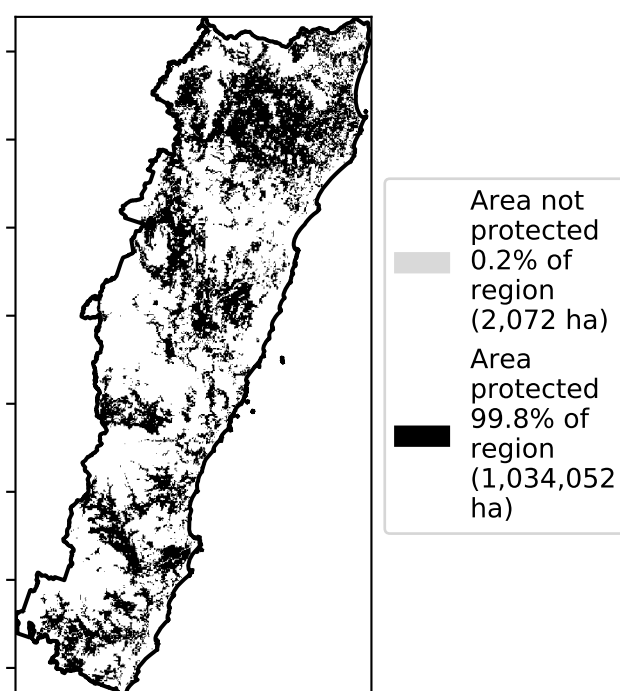 Area not
protected
0.2% of
region
(2,072 ha)
Area
protected
99.8% of
region
(1,034,052
ha)